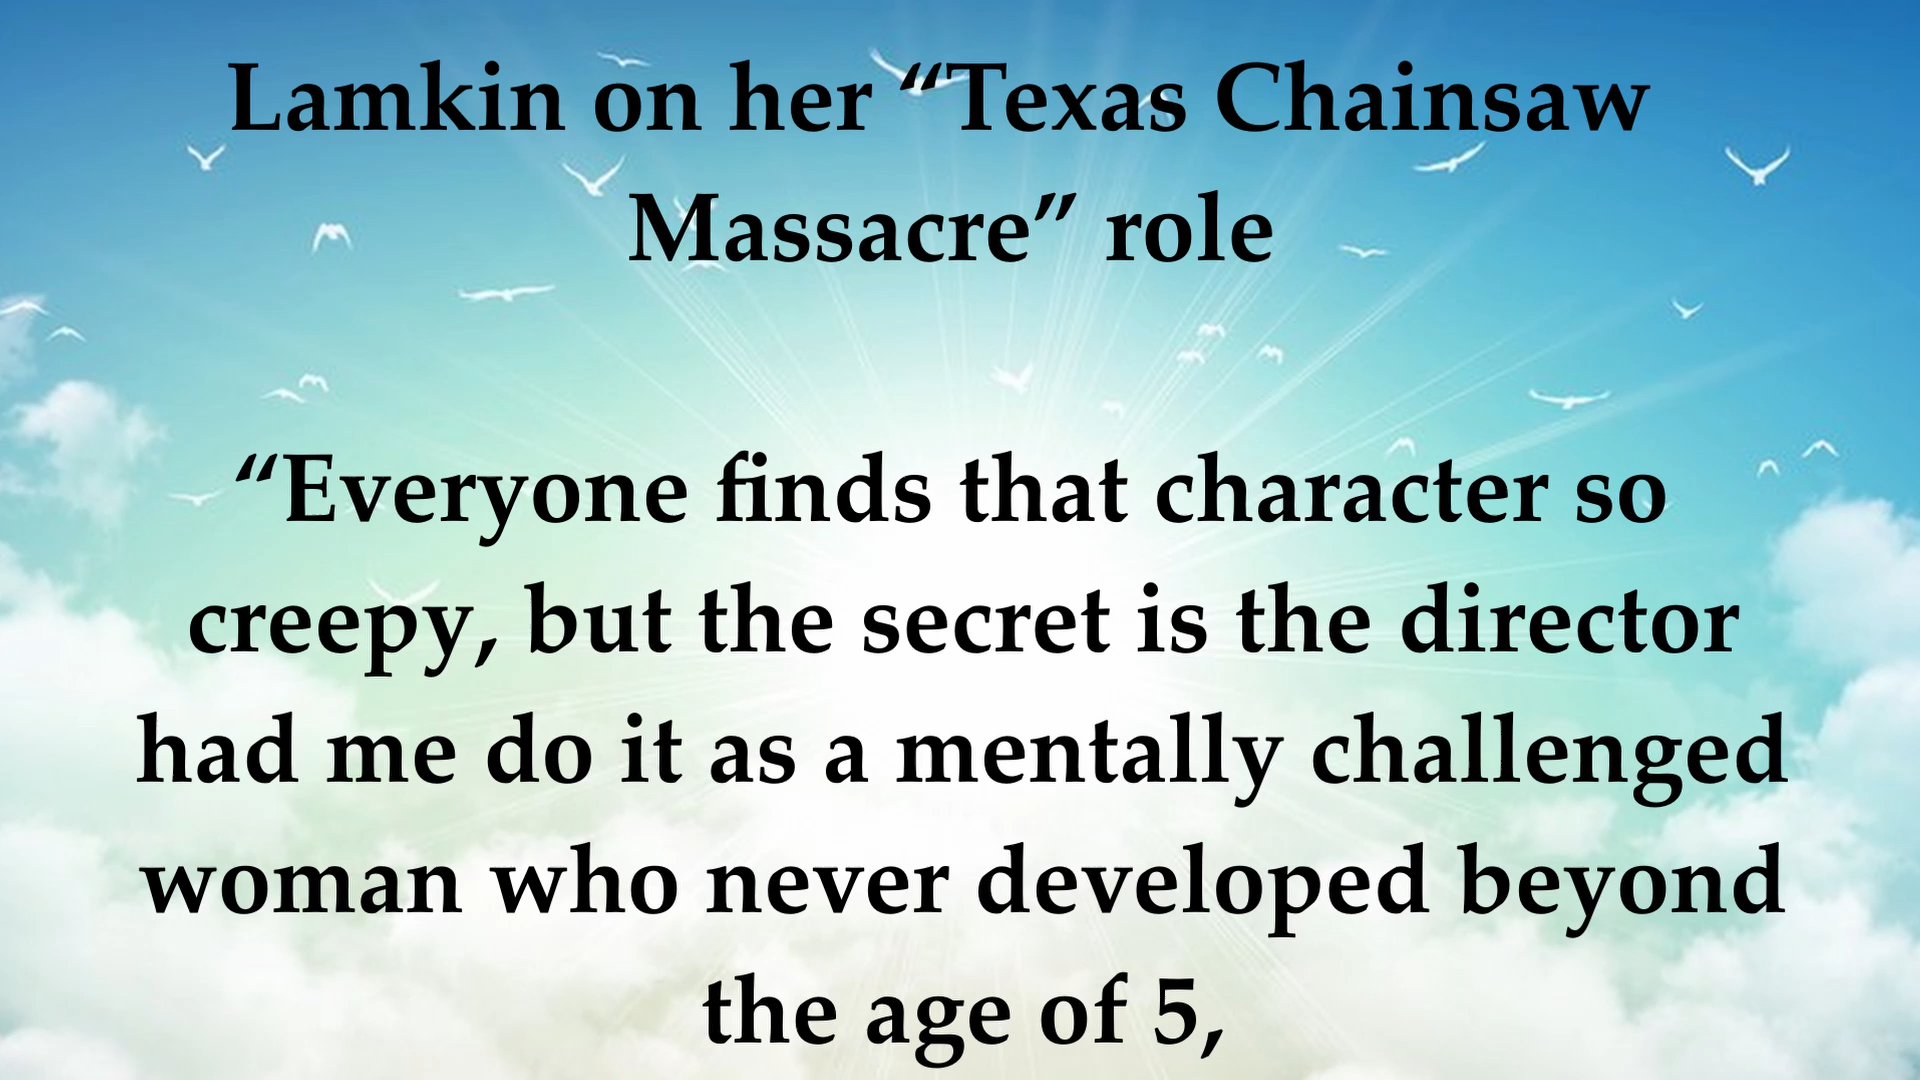 Lamkin on her “Texas Chainsaw
Massacre” role
“Everyone finds that character so
creepy, but the secret is the director
had me do it as a mentally challenged
woman who never developed beyond
the age of 5,